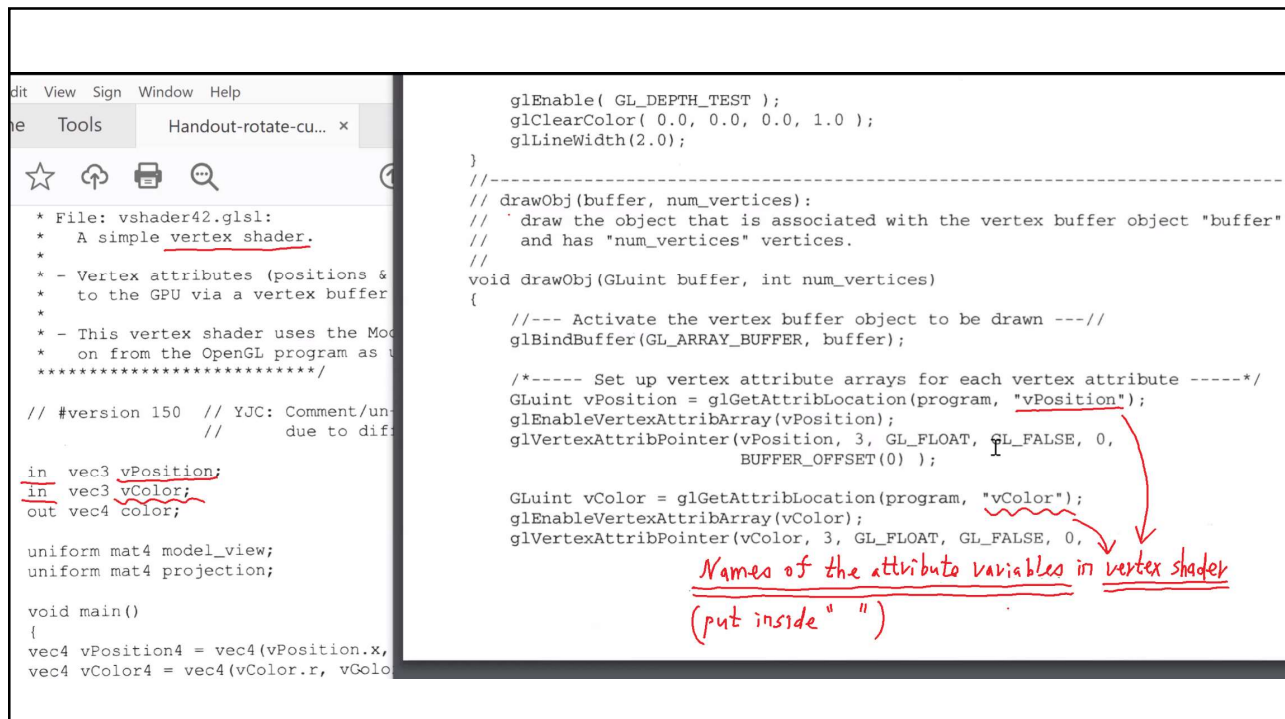 dit View Sign Window Help
ne Tools Handout-rotate-cu... ×
* File: vshader42.glsl:
* A simple vertex shader.
*
* - Vertex attributes (positions &
* to the GPU via a vertex buffer
*
* - This vertex shader uses the Mod
* on from the OpenGL program as u
***************************/
// #version 150 // YJC: Comment/un-
// due to dif
in vec3 vPosition;
in vec3 vColor;
out vec4 color;
uniform mat4 model_view;
uniform mat4 projection;
void main()
{
vec4 vPosition4 = vec4(vPosition.x,
vec4 vColor4 = vec4(vColor.r, vColo
glEnable( GL_DEPTH_TEST );
glClearColor( 0.0, 0.0, 0.0, 1.0 );
glLineWidth(2.0);
}
//----------------------------------------------------------------------------
// drawObj(buffer, num_vertices):
// draw the object that is associated with the vertex buffer object "buffer"
// and has "num_vertices" vertices.
//
void drawObj(GLuint buffer, int num_vertices)
{
//--- Activate the vertex buffer object to be drawn ---//
glBindBuffer(GL_ARRAY_BUFFER, buffer);
/*----- Set up vertex attribute arrays for each vertex attribute -----*/
GLuint vPosition = glGetAttribLocation(program, "vPosition");
glEnableVertexAttribArray(vPosition);
glVertexAttribPointer(vPosition, 3, GL_FLOAT, GL_FALSE, 0,
BUFFER_OFFSET(0) );
GLuint vColor = glGetAttribLocation(program, "vColor");
glEnableVertexAttribArray(vColor);
glVertexAttribPointer(vColor, 3, GL_FLOAT, GL_FALSE, 0,
Names of the attribute variables in vertex shader
(put inside " ")